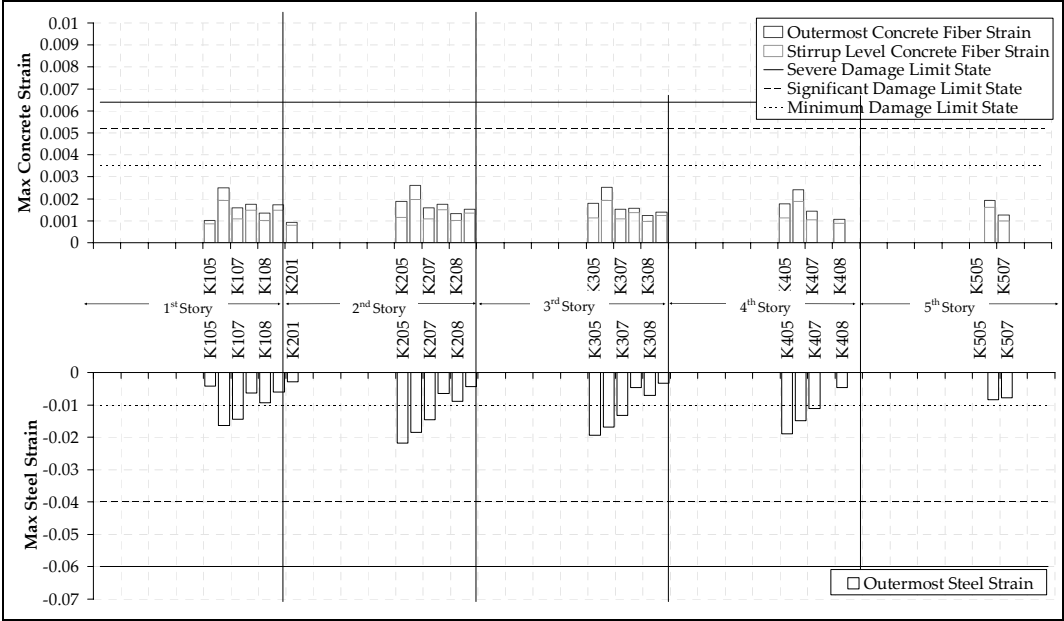 0.01
0.009
0.008
0.007
0.006
0.005
0.004
0.003
0.002
0.001
0
Max Concrete Strain
Outermost Concrete Fiber Strain
Stirrup Level Concrete Fiber Strain
Severe Damage Limit State
Significant Damage Limit State
Minimum Damage Limit State
K105 K107 K108 K201 K205 K207 K208 K305 K307 K308 K405 K407 K408 K505 K507
1st Story 2nd Story 3rd Story 4th Story 5th Story
K105 K107 K108 K201 K205 K207 K208 K305 K307 K308 K405 K407 K408 K505 K507
0
-0.01
-0.02
-0.03
-0.04
-0.05
-0.06
-0.07
Max Steel Strain
Outermost Steel Strain